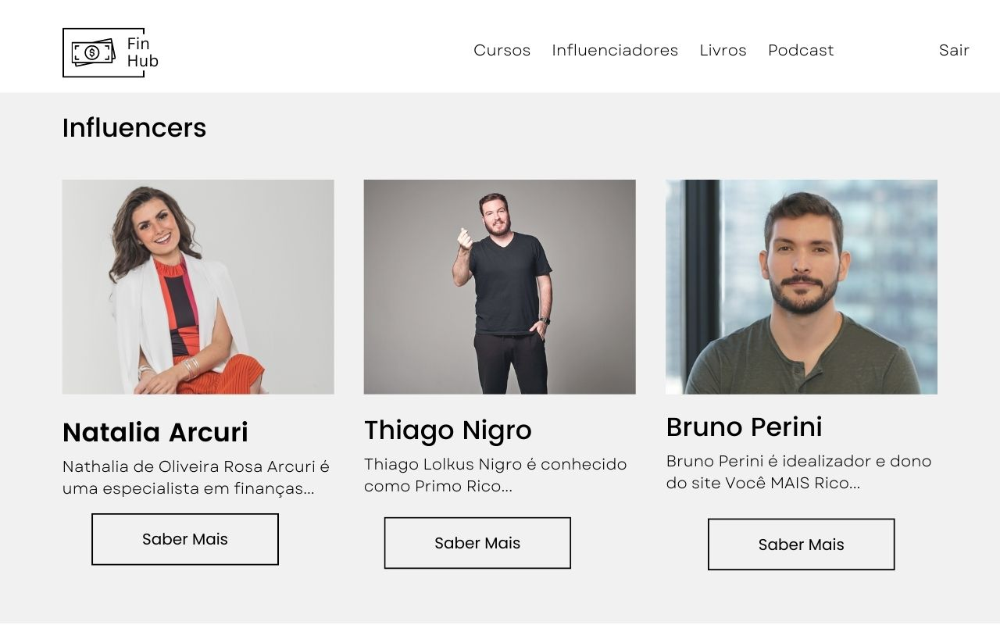 Fin
Hub
Cursos Influenciadores Livros Podcast Sair
Influencers
Natalia Arcuri
Nathalia de Oliveira Rosa Arcuri é
uma especialista em finanças...
Saber Mais
Thiago Nigro
Thiago Lolkus Nigro é conhecido
como Primo Rico...
Saber Mais
Bruno Perini
Bruno Perini é idealizador e dono
do site Você MAIS Rico...
Saber Mais